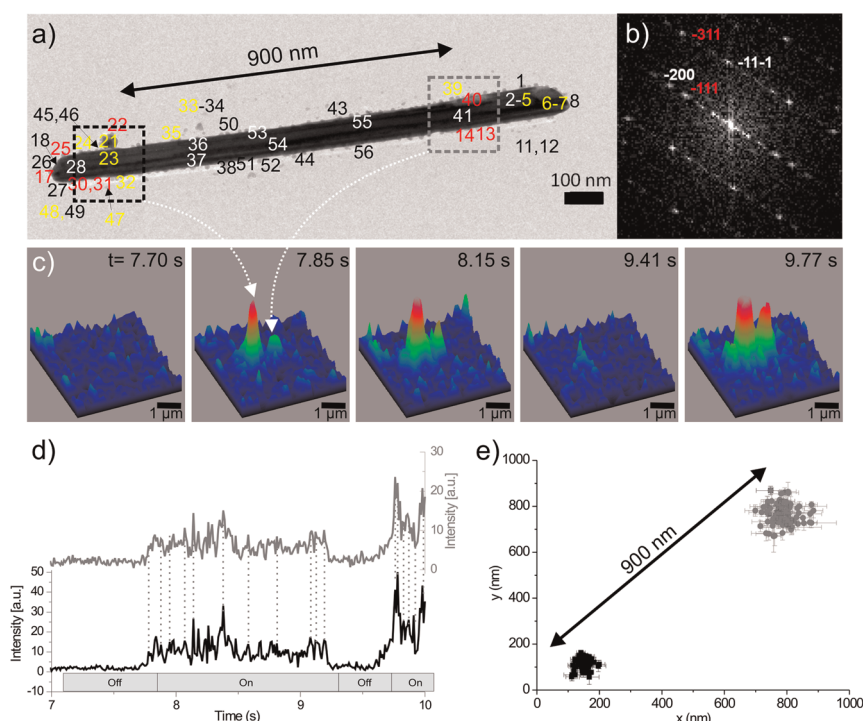 a)
900 nm
45,46
18
26
17
27
48,49
25
28
22
24
21
23
30,31
32
47
33-34
35
50
36
37
38
53
51
52
54
44
43
55
56
39
40
41
1413
1
2-5
6-7
8
11,12
100 nm
b)
-311
-11-1
-200
-111
c)
t= 7.70 s
7.85 s
8.15 s
9.41 s
9.77 s
1 µm
1 µm
1 µm
1 µm
1 µm
d)
30
20
10
0
Intensity [a.u.]
50
40
30
20
10
0
-10
Intensity [a.u.]
Off
On
Off
On
7
8
9
10
Time (s)
e)
1000
800
600
400
200
0
y (nm)
900 nm
0
200
400
600
800
1000
x (nm)